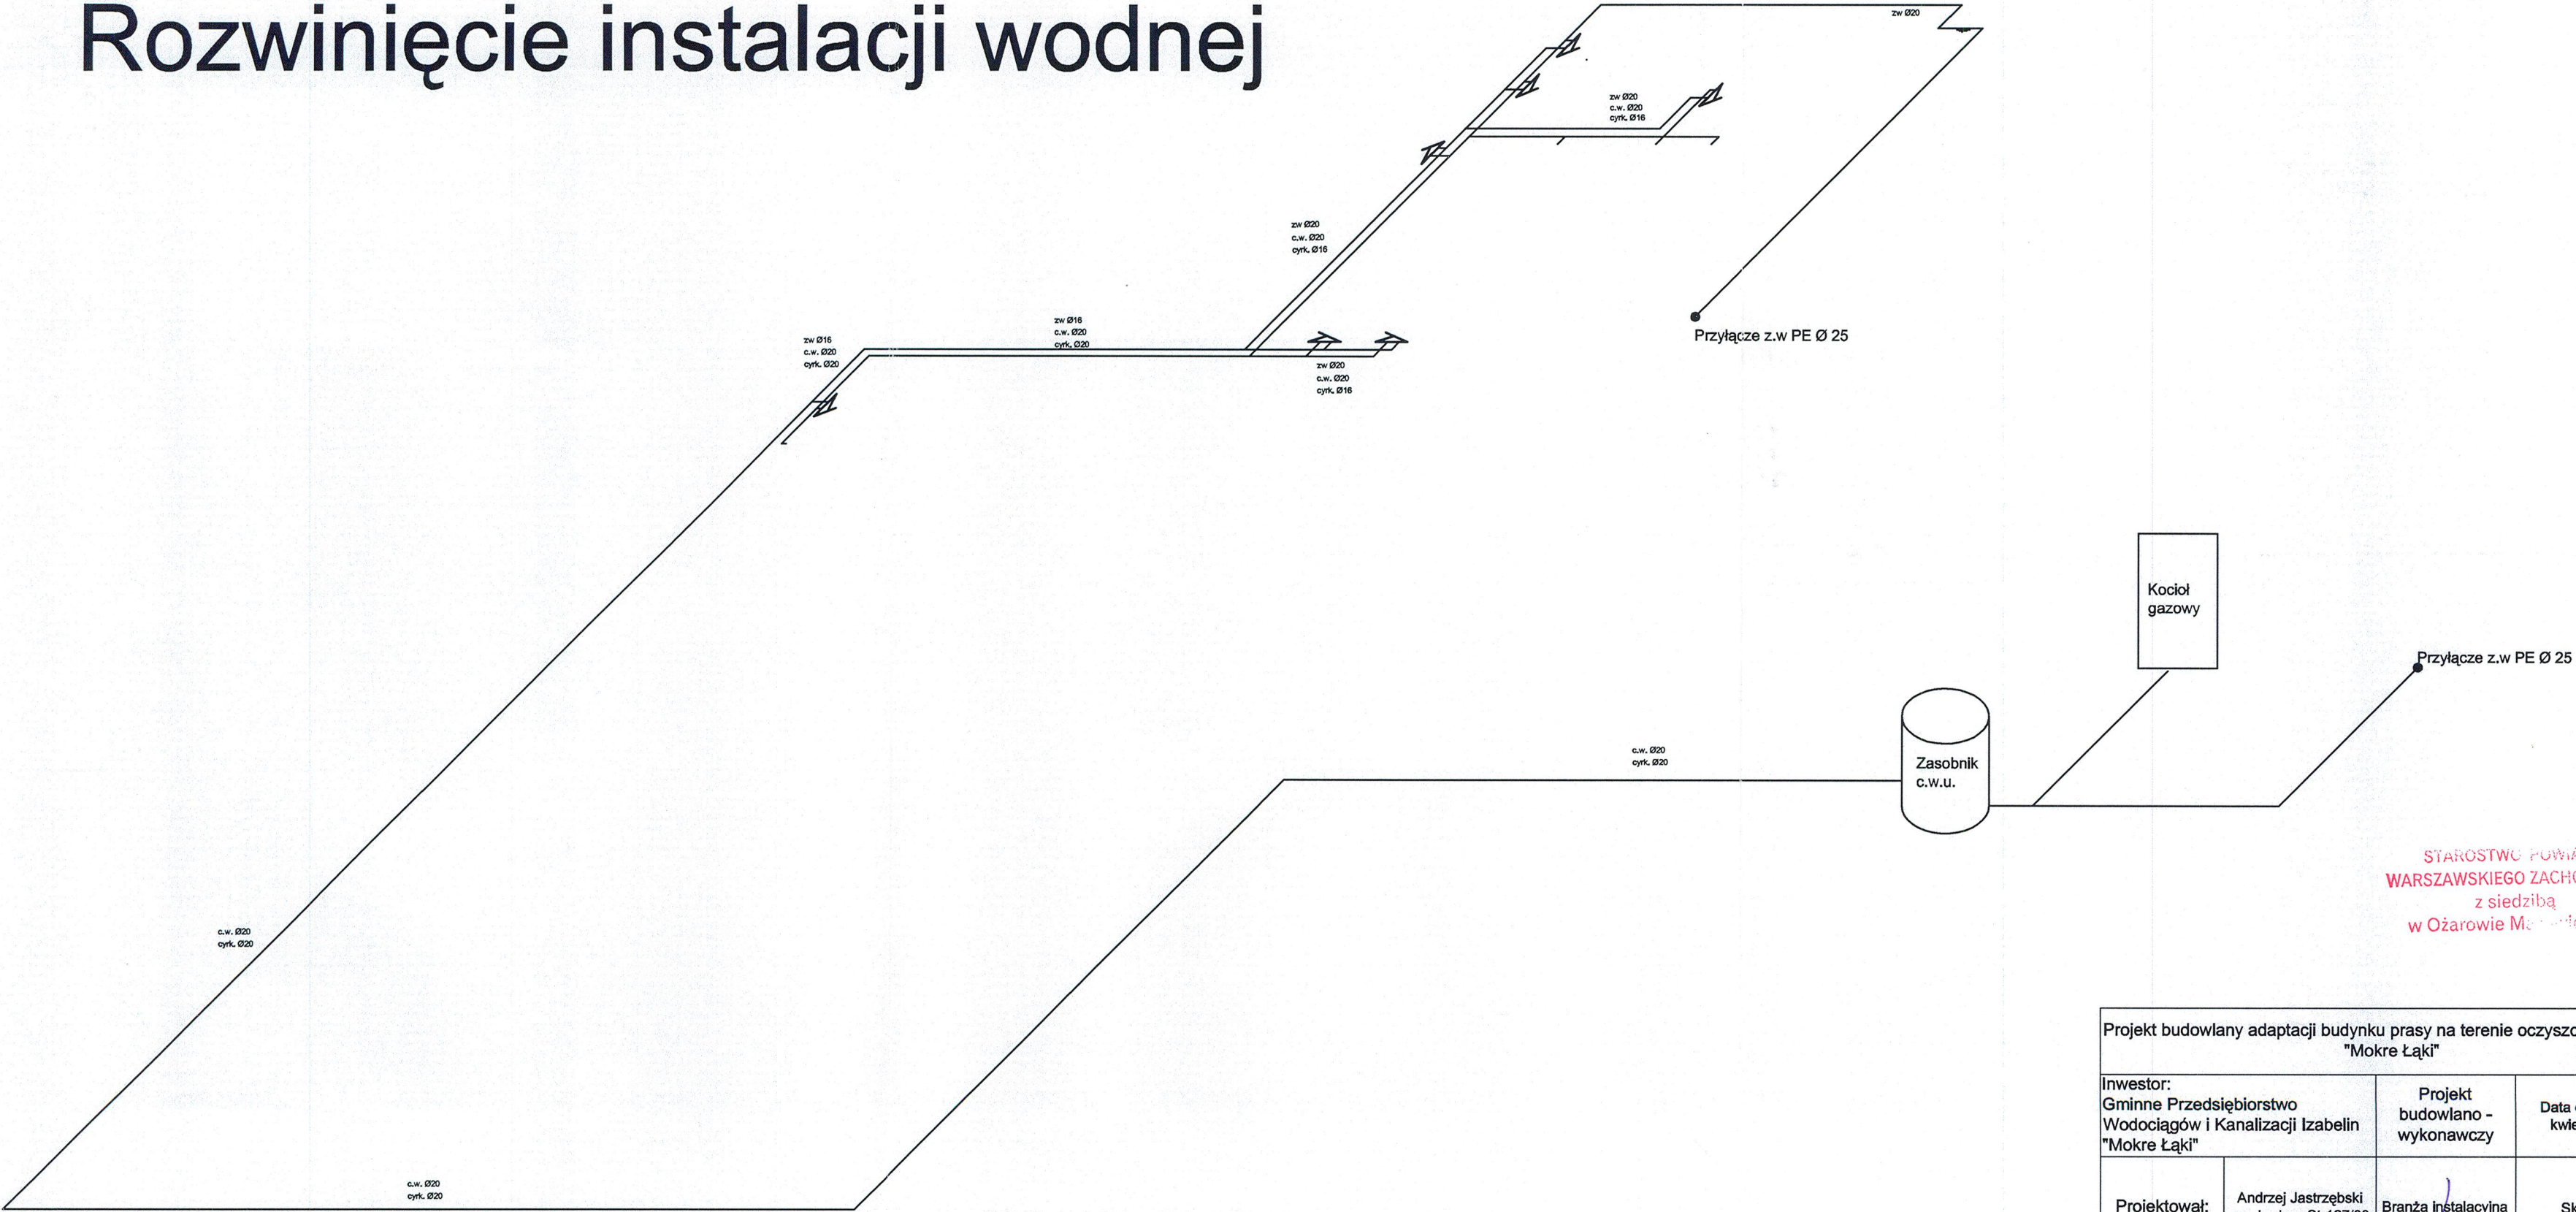 Rozwinięcie instalacji wodnej
zw Ø20
zw Ø20
c.w. Ø20
cyrk. Ø16
zw Ø20
c.w. Ø20
cyrk. Ø16
zw Ø16
c.w. Ø20
cyrk. Ø20
zw Ø16
c.w. Ø20
cyrk. Ø20
zw Ø20
c.w. Ø20
cyrk. Ø16
Przyłącze z.w PE Ø 25
Kocioł
gazowy
Przyłącze z.w PE Ø 25
Zasobnik
c.w.u.
c.w. Ø20
cyrk. Ø20
c.w. Ø20
cyrk. Ø20
c.w. Ø20
cyrk. Ø20
STAROSTWO
WARSZAWSKIEGO
z siedzibą
w Ożarowie
Projekt budowlany adaptacji budynku prasy na terenie
"Mokre Łąki"
Inwestor:
Gminne Przedsiębiorstwo
Wodociągów i Kanalizacji Izabelin
"Mokre Łąki"
Projekt
budowlano -
wykonawczy
Data
Projektował:
Andrzej Jastrzębski
Branża instalacyjna